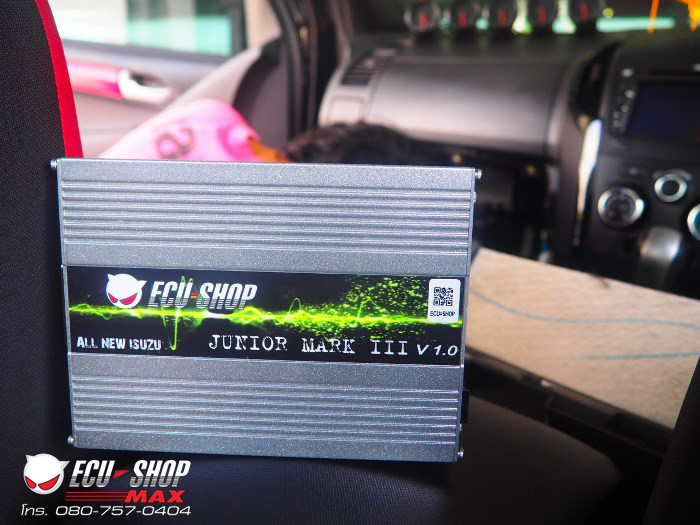 ECU-SHOP
ECU-SHOP
ALL NEW ISUZU
JUNIOR MARK III V 1.0
ECU-SHOP
MAX
โทร. 080-757-0404